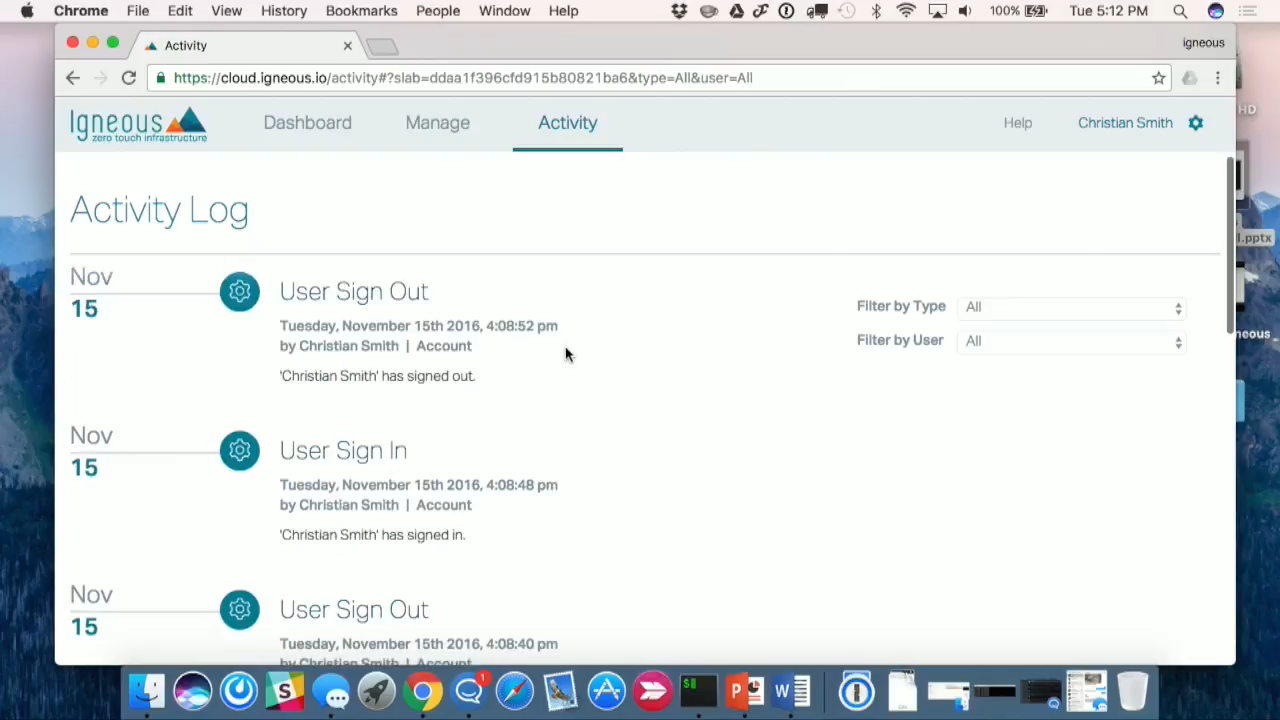 Chrome File Edit View History Bookmarks People Window Help 100% Tue 5:12 PM
Activity
igneous
https://cloud.igneous.io/activity#?slab=ddaa1f396cfd915b80821ba6&type=All&user=All
Igneous
zero touch infrastructure
Dashboard Manage Activity Help Christian Smith
HD
Activity Log
l.pptx
Nov
15
User Sign Out
Tuesday, November 15th 2016, 4:08:52 pm
by Christian Smith | Account
'Christian Smith' has signed out.
Filter by Type All
Filter by User All
neous
Nov
15
User Sign In
Tuesday, November 15th 2016, 4:08:48 pm
by Christian Smith | Account
'Christian Smith' has signed in.
Nov
15
User Sign Out
Tuesday, November 15th 2016, 4:08:40 pm
by Christian Smith | Account